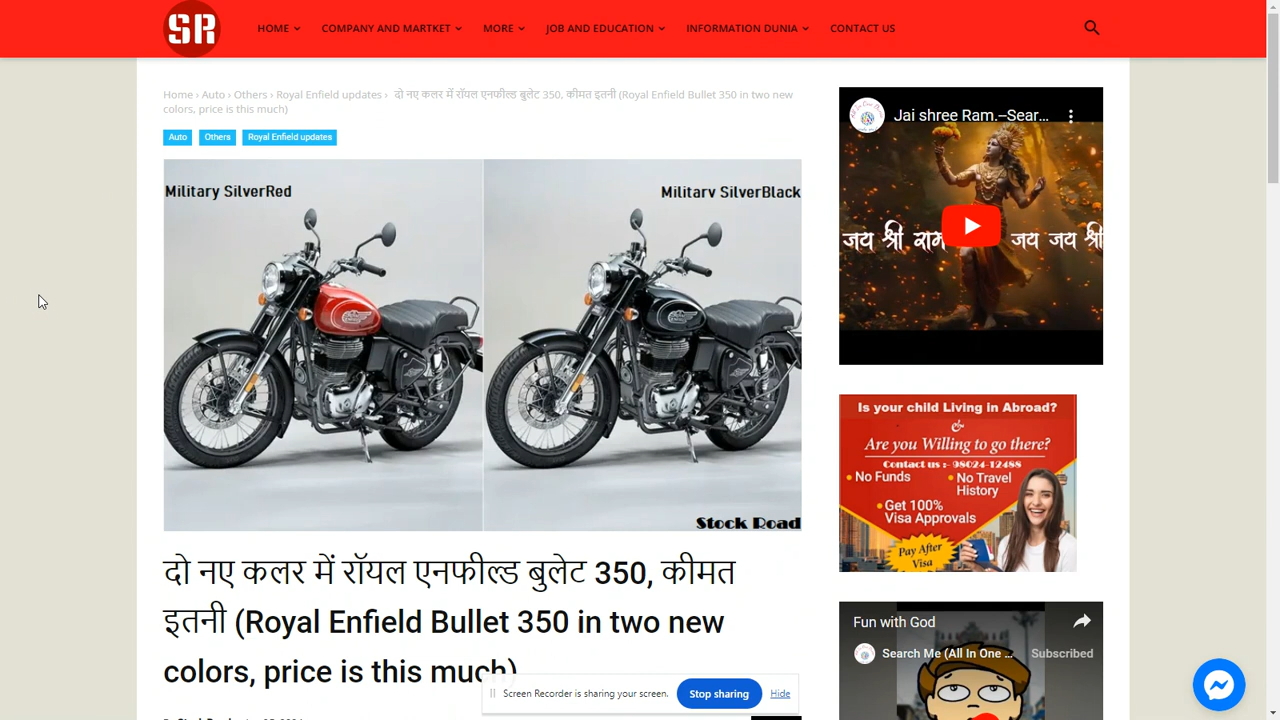 SR
HOME
COMPANY AND MARTKET
MORE
JOB AND EDUCATION
INFORMATION DUNIA
CONTACT US
Home › Auto › Others › Royal Enfield updates › दो नए कलर में रॉयल एनफील्ड बुलेट 350, कीमत इतनी (Royal Enfield Bullet 350 in two new
colors, price is this much)
Auto
Others
Royal Enfield updates
Military SilverRed
Military SilverBlack
Stock Road
दो नए कलर में रॉयल एनफील्ड बुलेट 350, कीमत
इतनी (Royal Enfield Bullet 350 in two new
colors, price is this much)
Jai shree Ram.–Sear...
जय श्री राम
जय जय श्री
Is your child Living in Abroad?
&
Are you Willing to go there?
Contact us :- 98024-12488
• No Funds
• No Travel
History
• Get 100%
Visa Approvals
Pay After
Visa
Fun with God
Search Me (All In One ...
Subscribed
Screen Recorder is sharing your screen.
Stop sharing
Hide